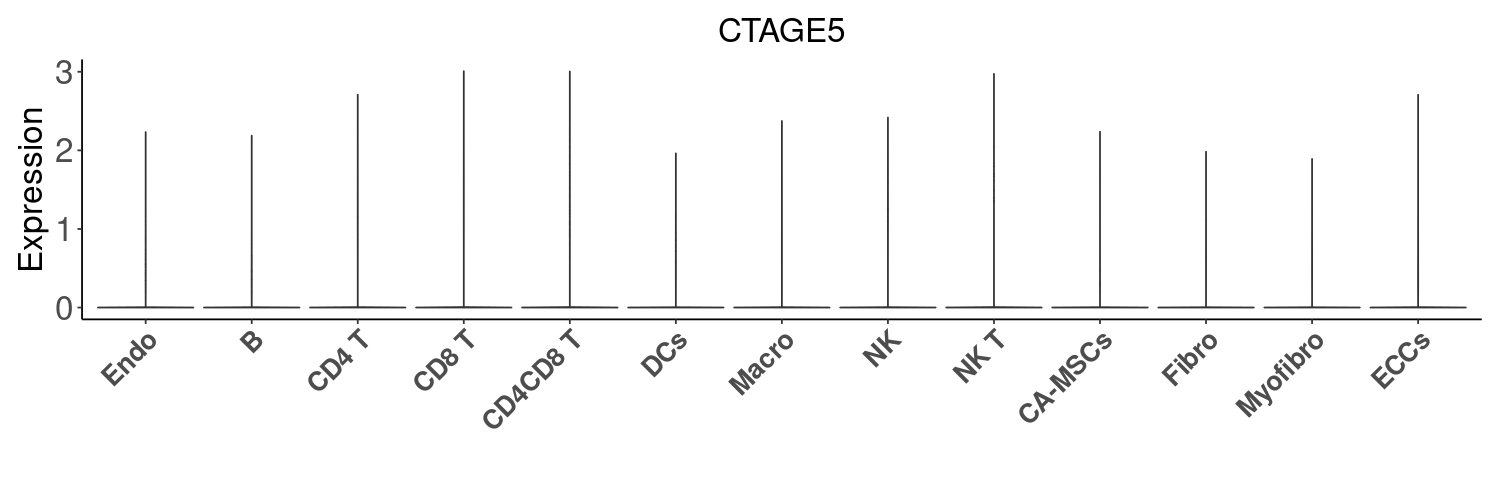 CTAGE5
Expression
3
2
1
0
Endo
B
CD4 T
CD8 T
CD4CD8 T
DCs
Macro
NK
NK T
CA-MSCs
Fibro
Myofibro
ECCs